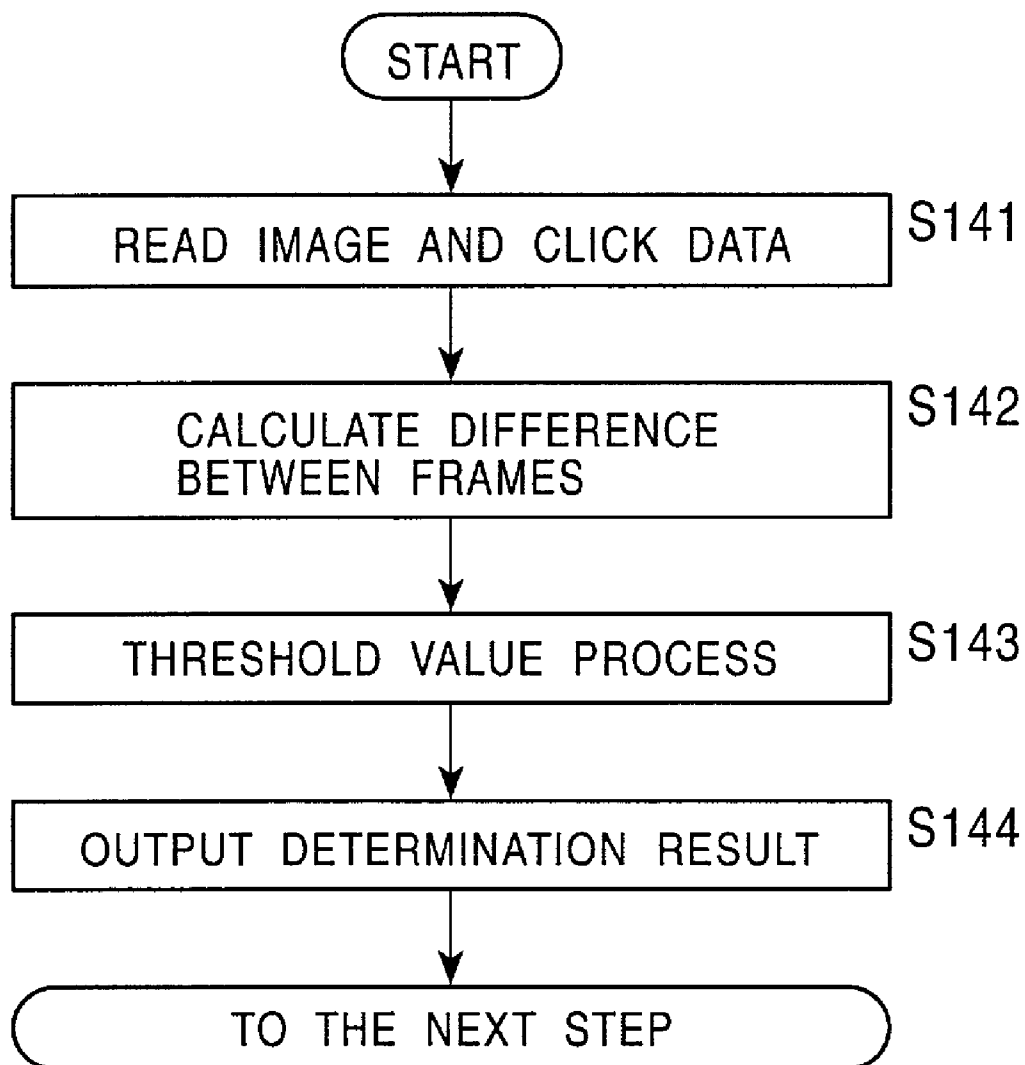 START
READ IMAGE AND CLICK DATA
S141
CALCULATE DIFFERENCE
BETWEEN FRAMES
S142
THRESHOLD VALUE PROCESS
S143
OUTPUT DETERMINATION RESULT
S144
TO THE NEXT STEP